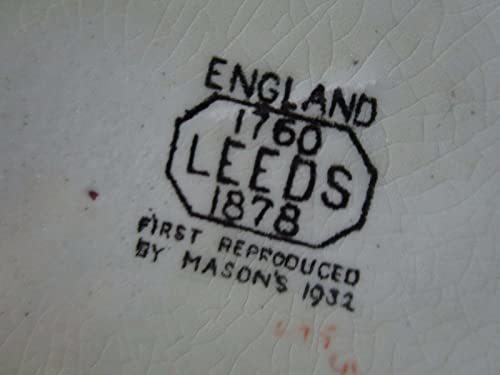 ENGLAND
1760
LEEDS
1878
FIRST REPRODUCED
BY MASON'S 1932